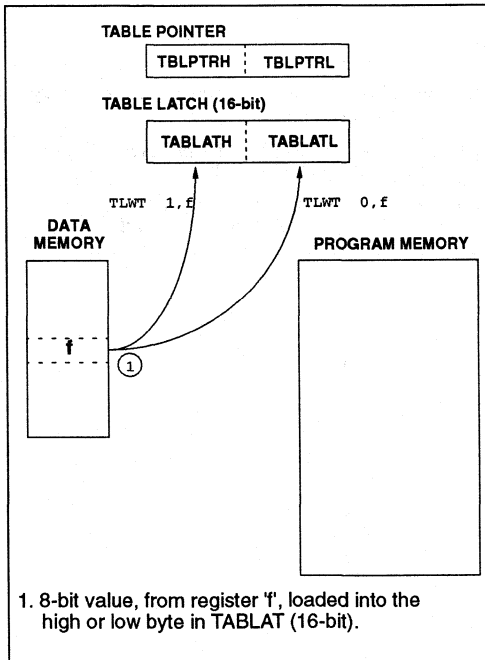 TABLE POINTER
TBLPTRH TBLPTRL
TABLE LATCH (16-bit)
TABLATH TABLATL
TLWT 1,f TLWT 0,f
DATA
MEMORY
PROGRAM MEMORY
f
1
1. 8-bit value, from register 'f', loaded into the
high or low byte in TABLAT (16-bit).